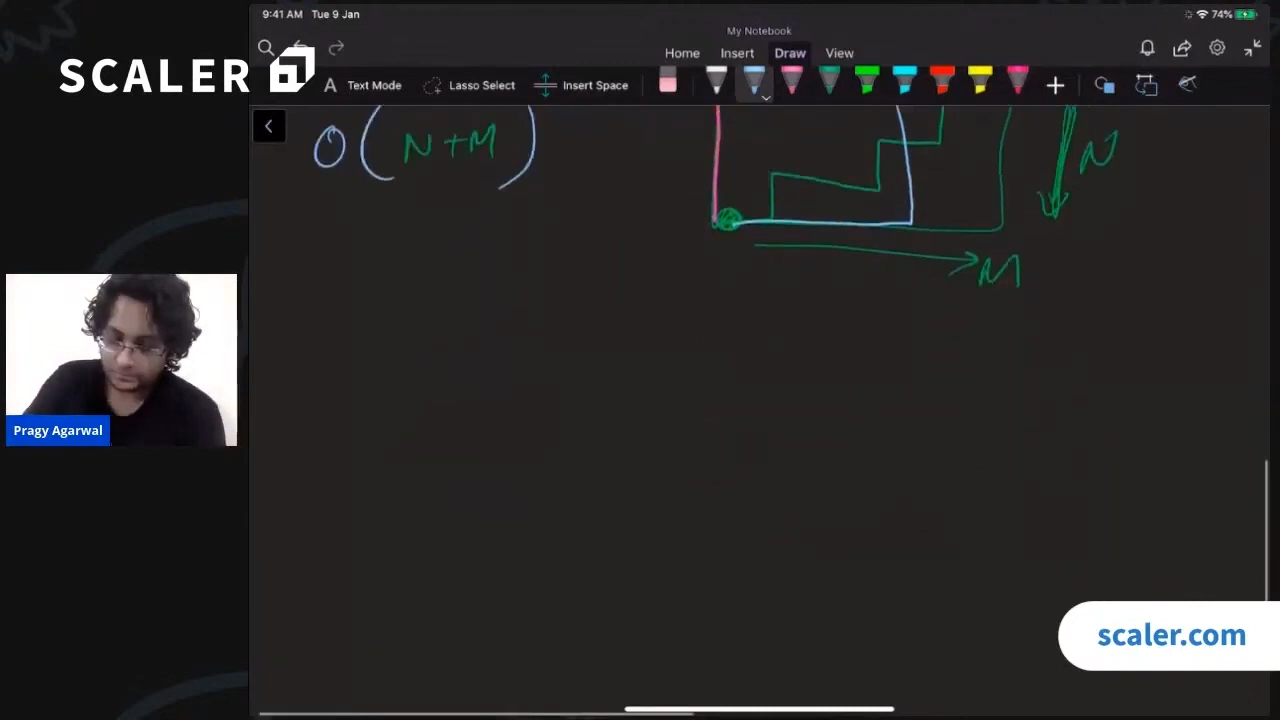 9:41 AM Tue 9 Jan
74%
My Notebook
Home Insert Draw View
SCALER
Text Mode Lasso Select Insert Space
O(N+M)
N
M
Pragy Agarwal
scaler.com